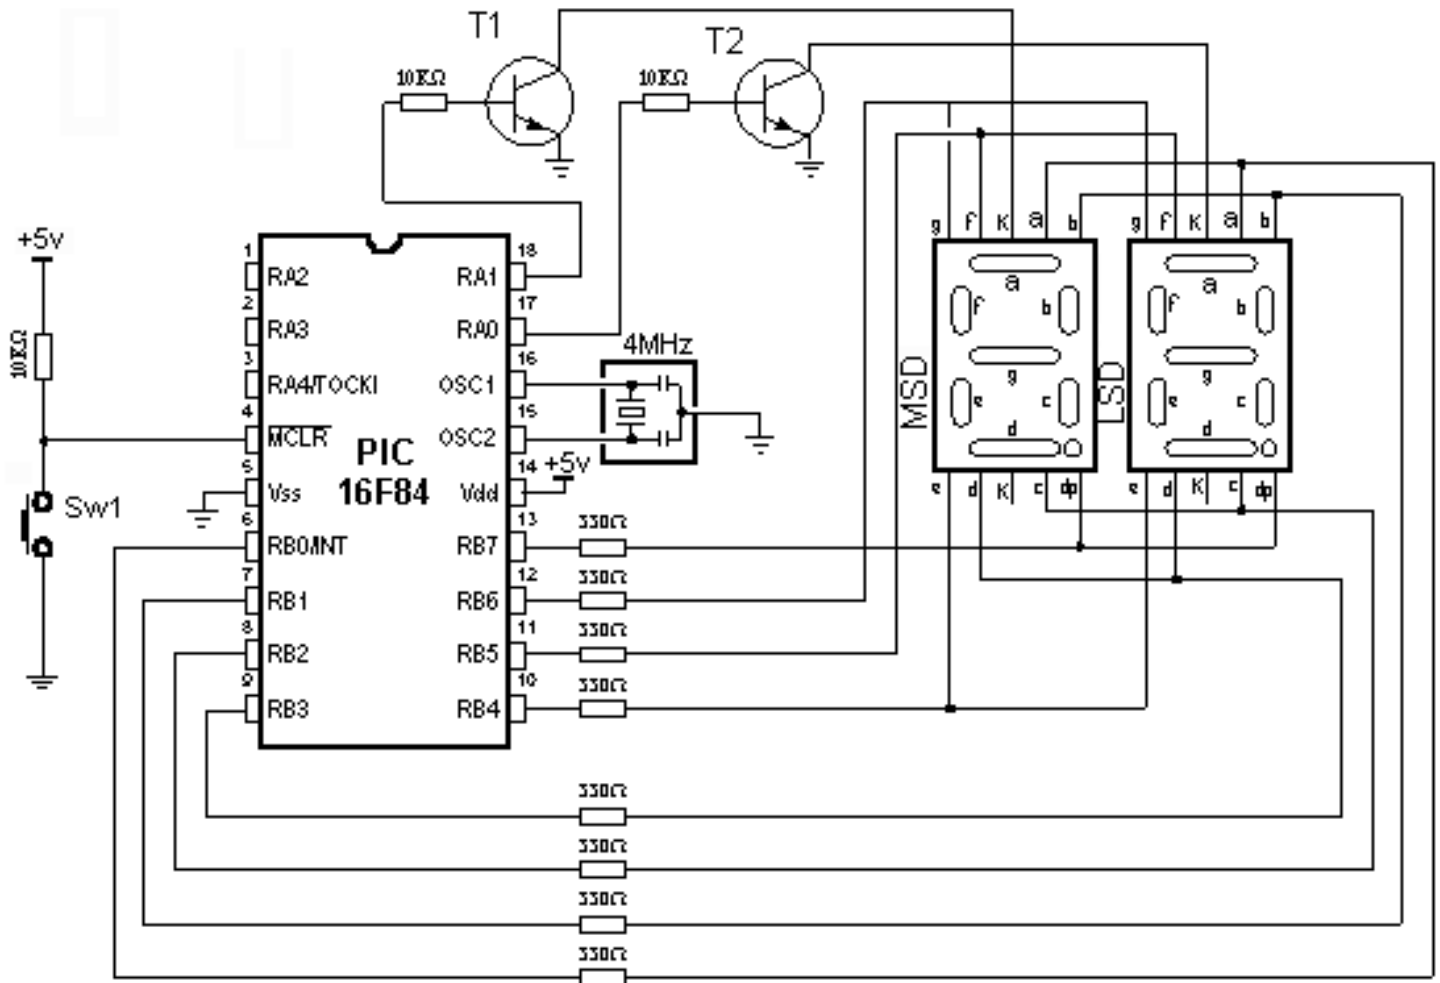 T1
T2
10KΩ
10KΩ
+5v
10KΩ
Sw1
1
RA2
2
RA3
3
RA4/TOCKI
4
MCLR
5
Vss
6
RB0/INT
7
RB1
8
RB2
9
RB3
PIC
16F84
18
RA1
17
RA0
16
OSC1
15
OSC2
14
Vdd
+5v
13
RB7
12
RB6
11
RB5
10
RB4
4MHz
330Ω
330Ω
330Ω
330Ω
330Ω
330Ω
330Ω
330Ω
g f K a b
g f K a b
MSD
a
f b
g
e c
d
LSD
a
f b
g
e c
d
e d K c dp
e d K c dp